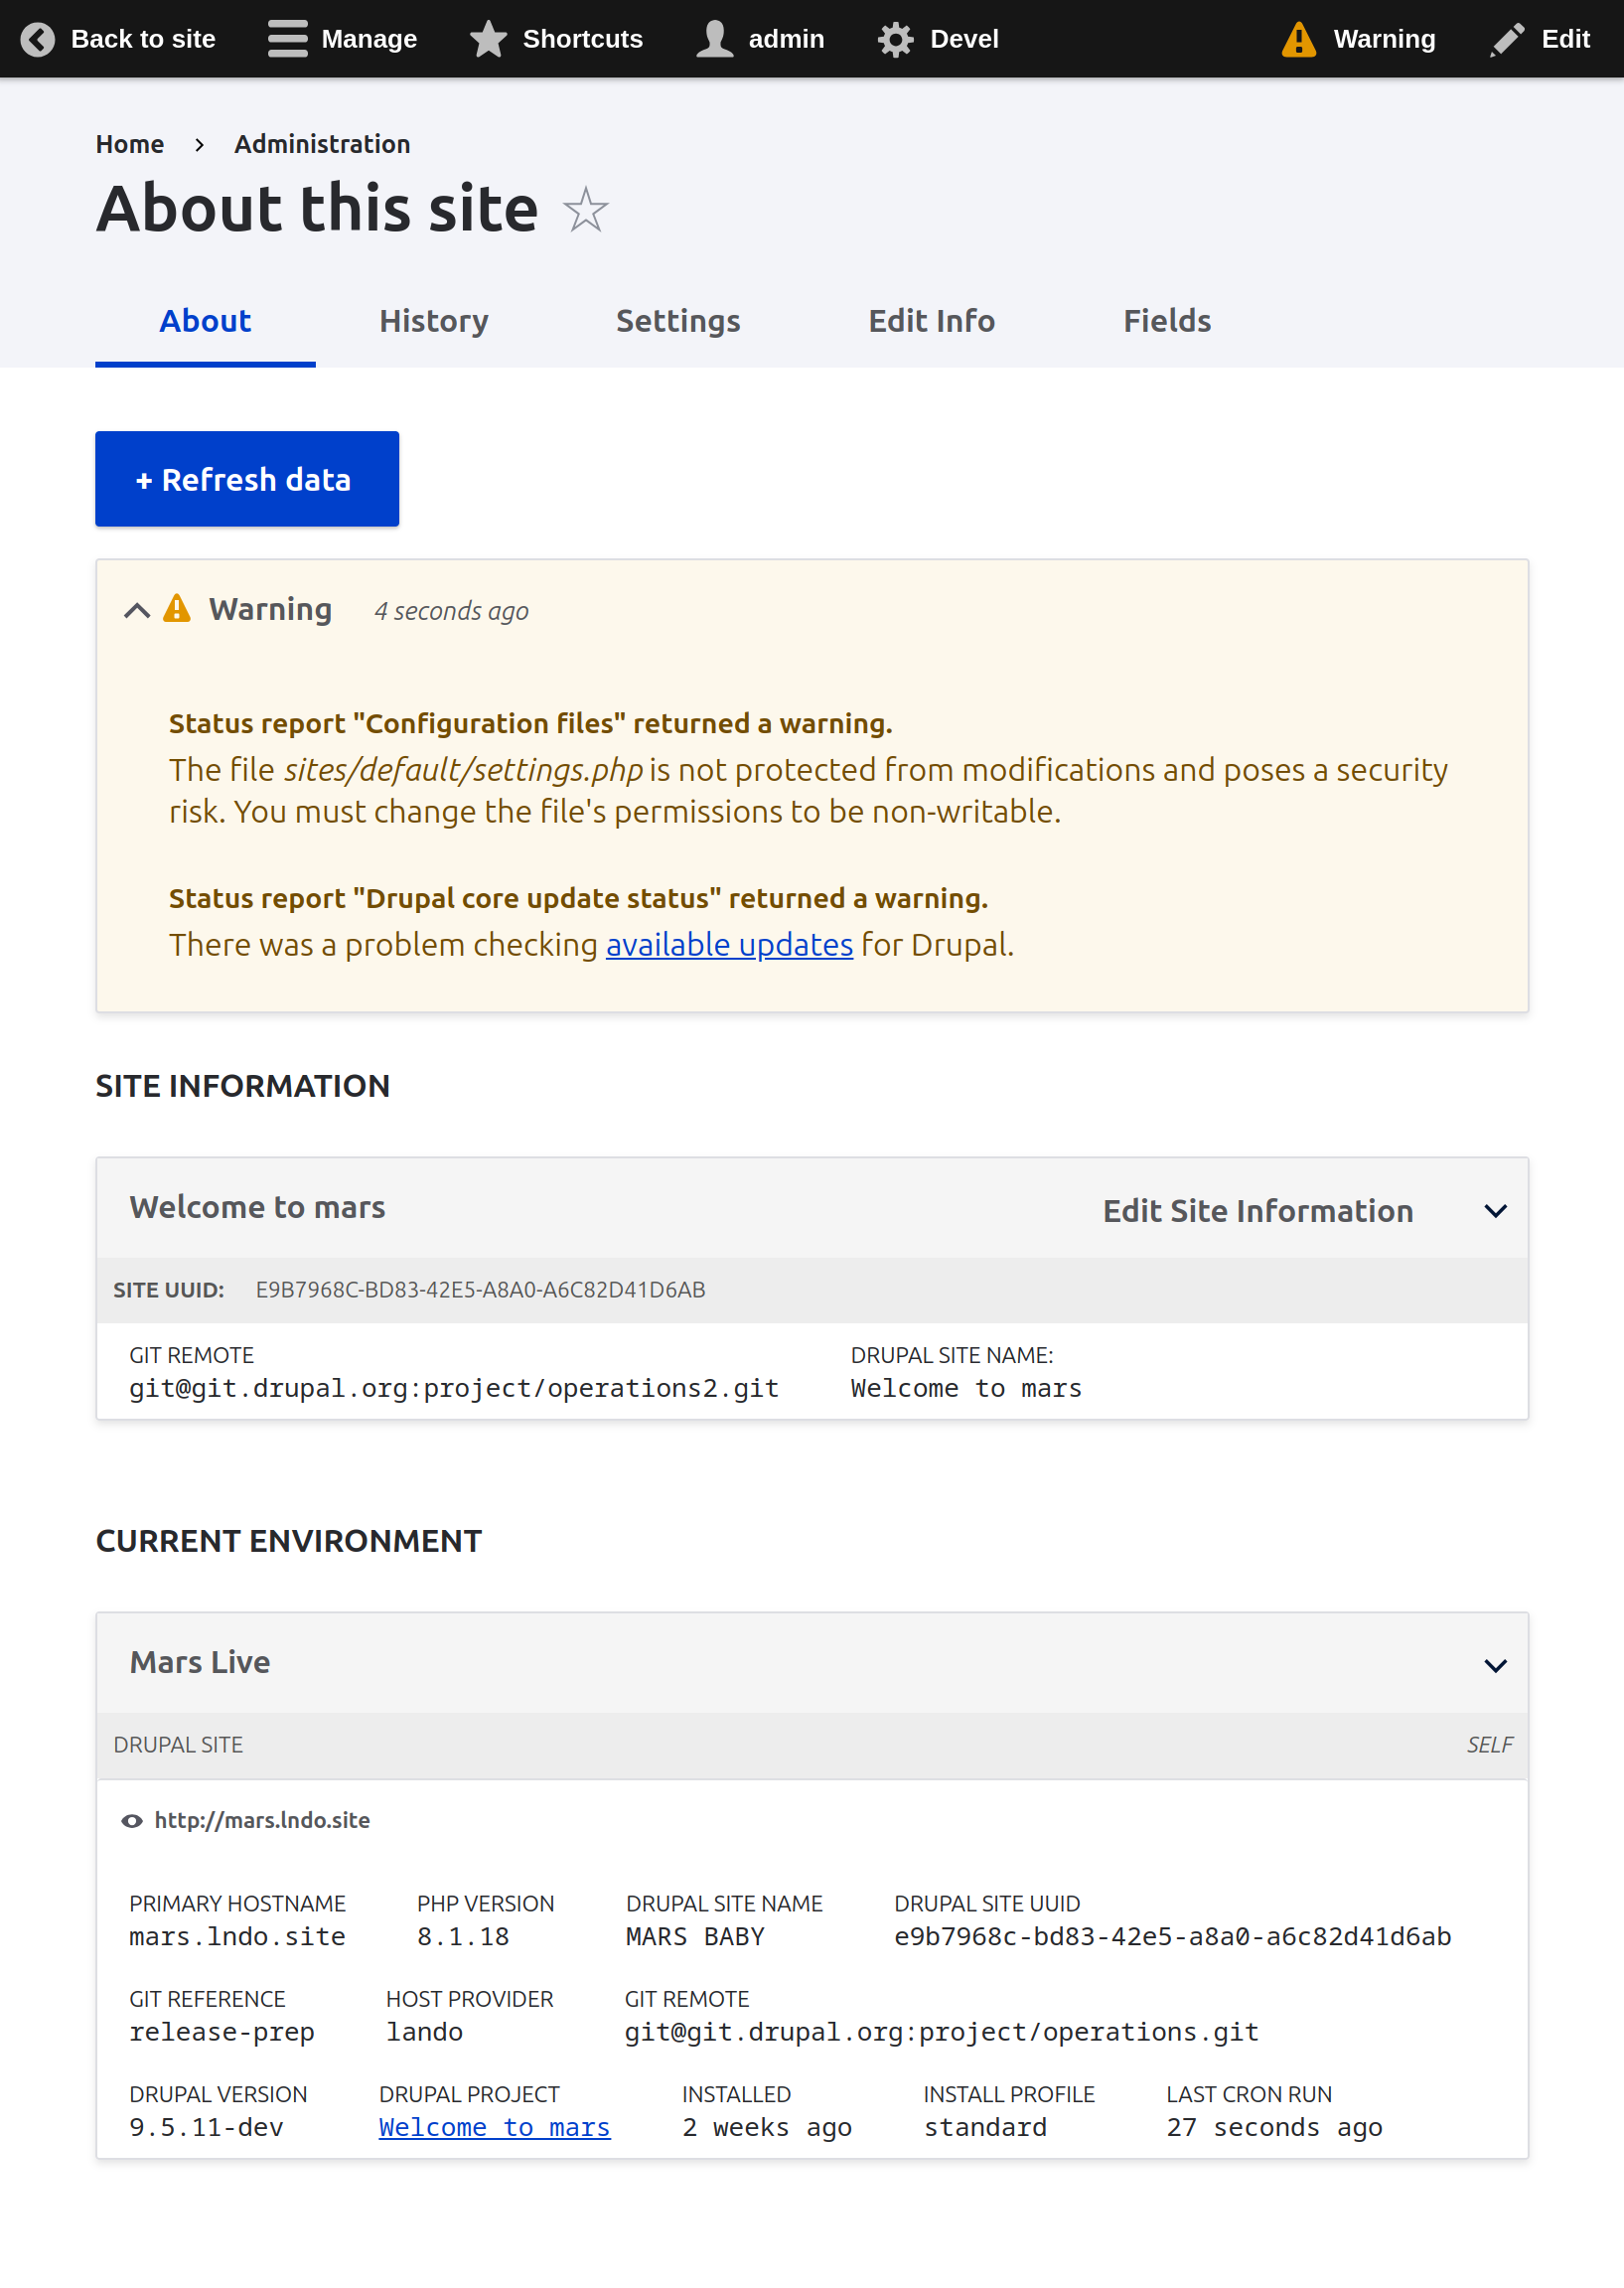 Back to site Manage Shortcuts admin Devel Warning Edit
Home › Administration
About this site
About History Settings Edit Info Fields
+ Refresh data
Warning 4 seconds ago
Status report "Configuration files" returned a warning.
The file sites/default/settings.php is not protected from modifications and poses a security
risk. You must change the file's permissions to be non-writable.
Status report "Drupal core update status" returned a warning.
There was a problem checking available updates for Drupal.
SITE INFORMATION
Welcome to mars Edit Site Information
SITE UUID: E9B7968C-BD83-42E5-A8A0-A6C82D41D6AB
GIT REMOTE DRUPAL SITE NAME:
git@git.drupal.org:project/operations2.git Welcome to mars
CURRENT ENVIRONMENT
Mars Live
DRUPAL SITE SELF
http://mars.lndo.site
PRIMARY HOSTNAME PHP VERSION DRUPAL SITE NAME DRUPAL SITE UUID
mars.lndo.site 8.1.18 MARS BABY e9b7968c-bd83-42e5-a8a0-a6c82d41d6ab
GIT REFERENCE HOST PROVIDER GIT REMOTE
release-prep lando git@git.drupal.org:project/operations.git
DRUPAL VERSION DRUPAL PROJECT INSTALLED INSTALL PROFILE LAST CRON RUN
9.5.11-dev Welcome to mars 2 weeks ago standard 27 seconds ago